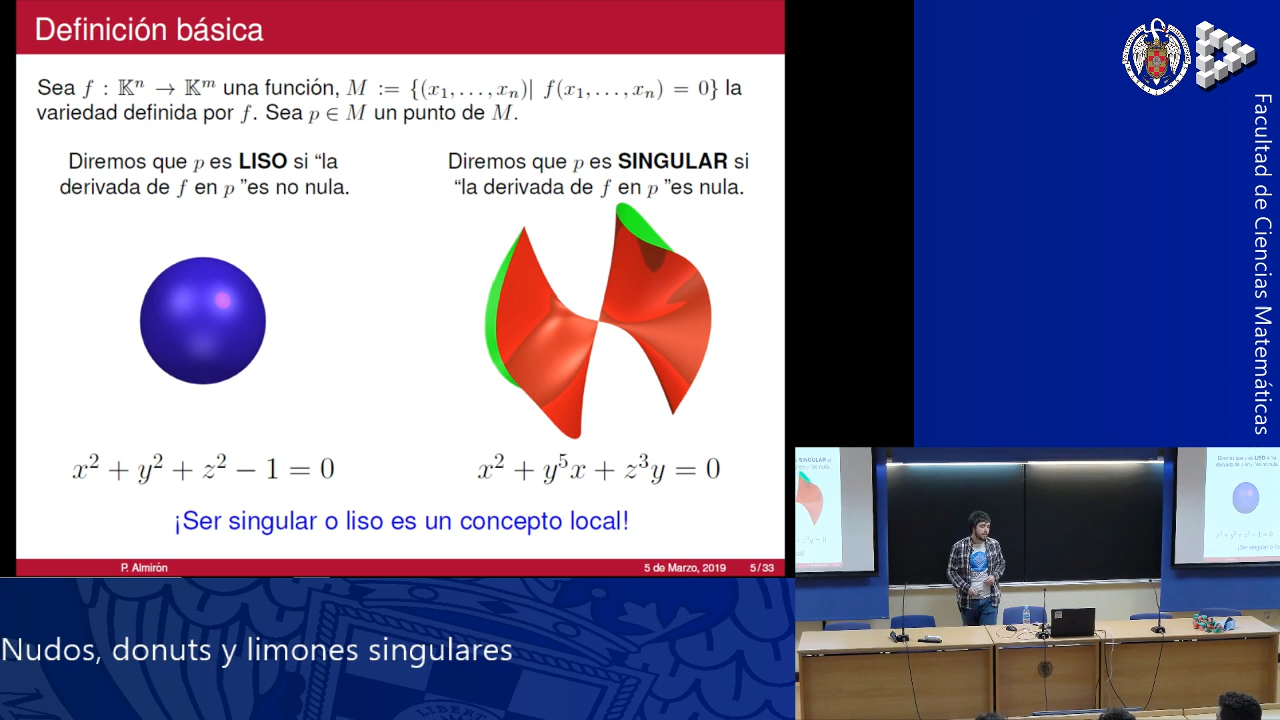 Definición básica
Sea f : 𝕂ⁿ → 𝕂ᵐ una función, M := {(x₁, . . . , xₙ)| f(x₁, . . . , xₙ) = 0} la
variedad definida por f. Sea p ∈ M un punto de M.
Diremos que p es LISO si “la
derivada de f en p ”es no nula.
Diremos que p es SINGULAR si
“la derivada de f en p ”es nula.
x² + y² + z² − 1 = 0
x² + y⁵x + z³y = 0
¡Ser singular o liso es un concepto local!
P. Almirón
5 de Marzo, 2019
5/33
Nudos, donuts y limones singulares
Facultad de Ciencias Matemáticas
LIBERT